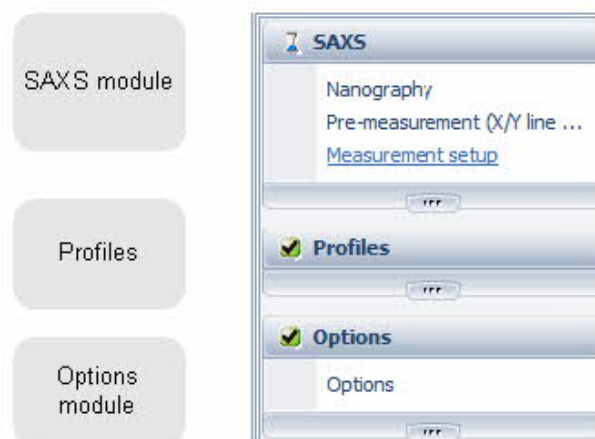 SAXS module
SAXS
Nanography
Pre-measurement (X/Y line ...
Measurement setup
Profiles
Profiles
Options
module
Options
Options